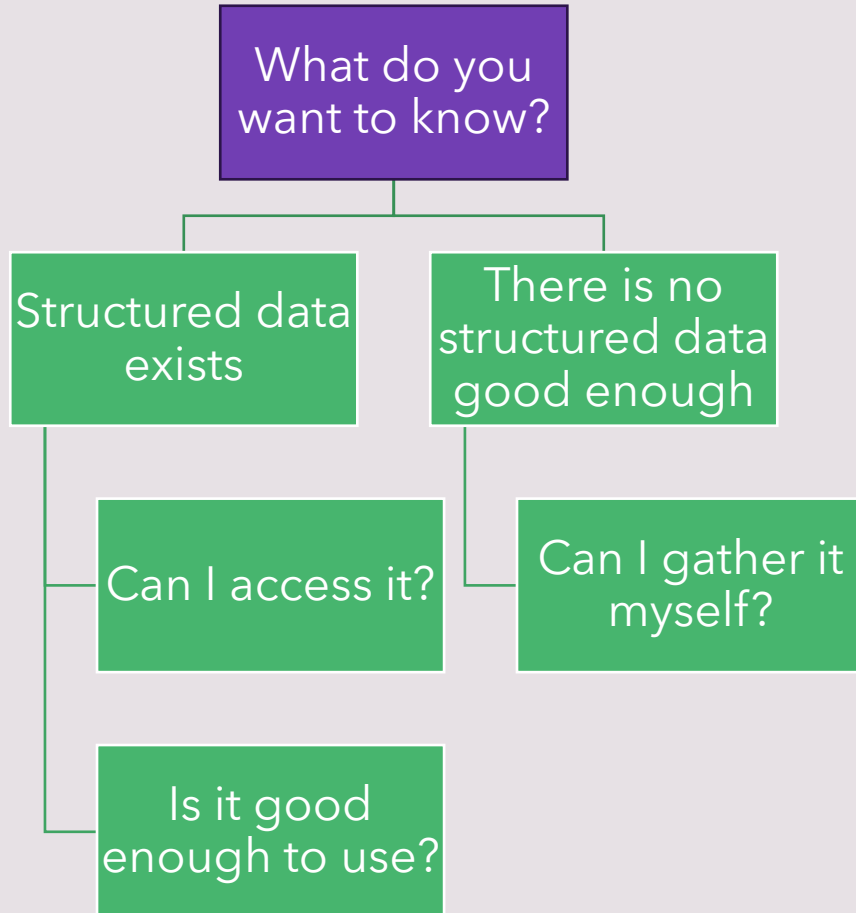 What do you
want to know?
Structured data
exists
There is no
structured data
good enough
Can I access it?
Can I gather it
myself?
Is it good
enough to use?